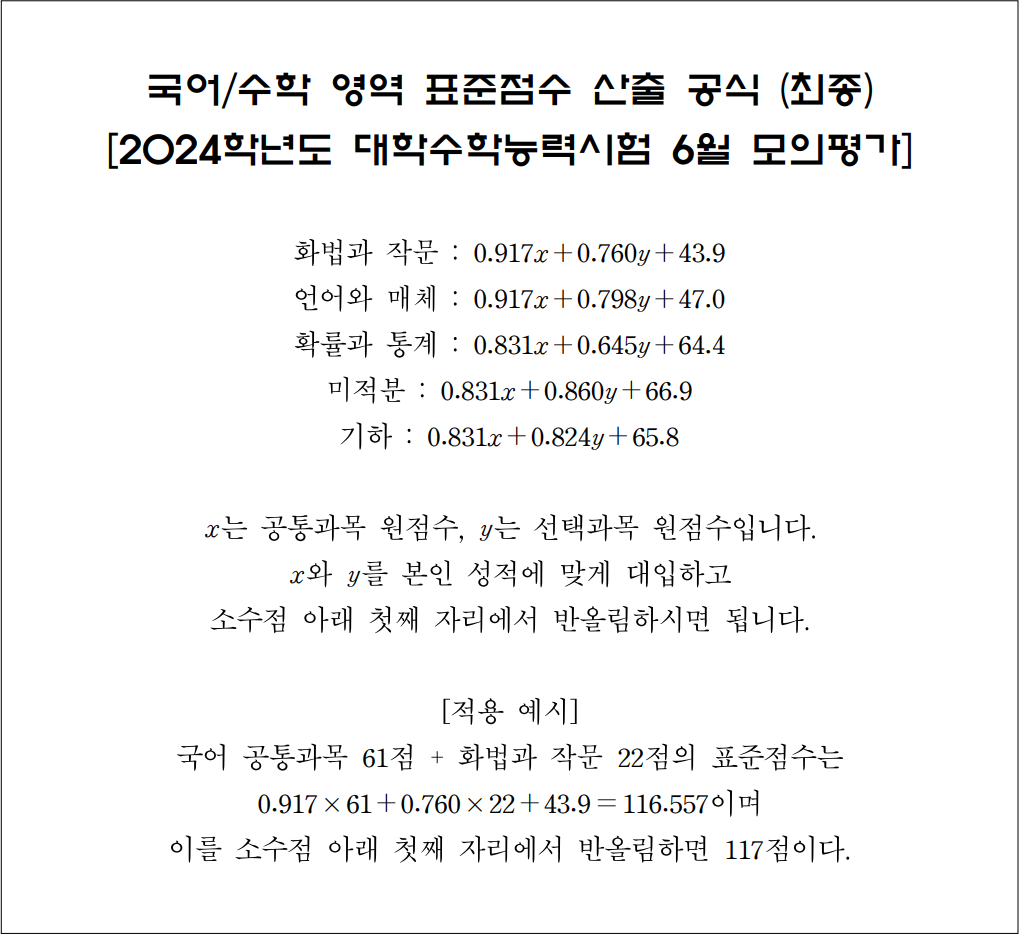 국어/수학 영역 표준점수 산출 공식 (최종)
[2024학년도 대학수학능력시험 6월 모의평가]
화법과 작문 : 0.917x+0.760y+43.9
언어와 매체 : 0.917x+0.798y+47.0
확률과 통계 : 0.831x+0.645y+64.4
미적분 : 0.831x+0.860y+66.9
기하 : 0.831x+0.824y+65.8
x는 공통과목 원점수, y는 선택과목 원점수입니다.
x와 y를 본인 성적에 맞게 대입하고
소수점 아래 첫째 자리에서 반올림하시면 됩니다.
[적용 예시]
국어 공통과목 61점 + 화법과 작문 22점의 표준점수는
0.917×61+0.760×22+43.9=116.557이며
이를 소수점 아래 첫째 자리에서 반올림하면 117점이다.